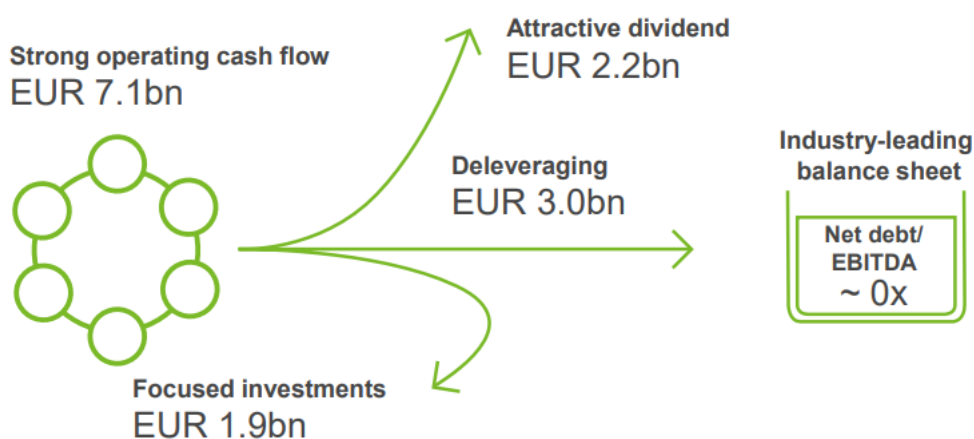 Strong operating cash flow
EUR 7.1bn
Attractive dividend
EUR 2.2bn
Deleveraging
EUR 3.0bn
Industry-leading
balance sheet
Net debt/
EBITDA
~ 0x
Focused investments
EUR 1.9bn